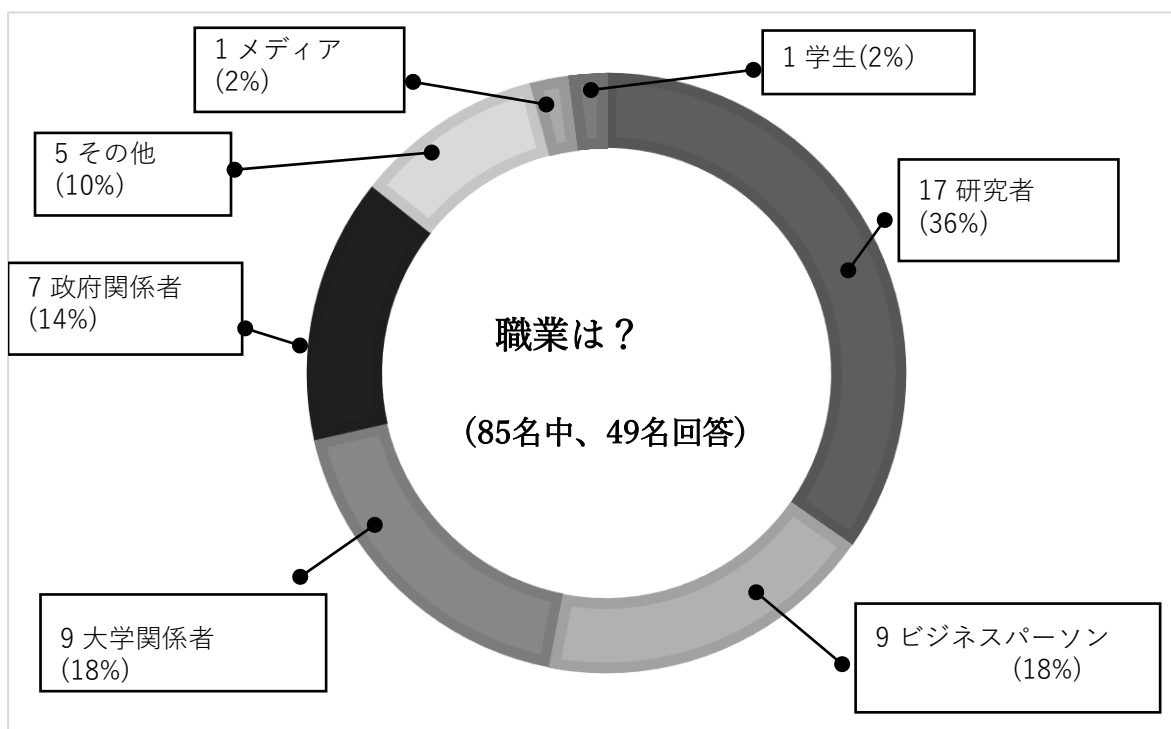 1 メディア
(2%)
1 学生(2%)
5 その他
(10%)
17 研究者
(36%)
7 政府関係者
(14%)
職業は？
（85名中、49名回答）
9 大学関係者
(18%)
9 ビジネスパーソン
(18%)